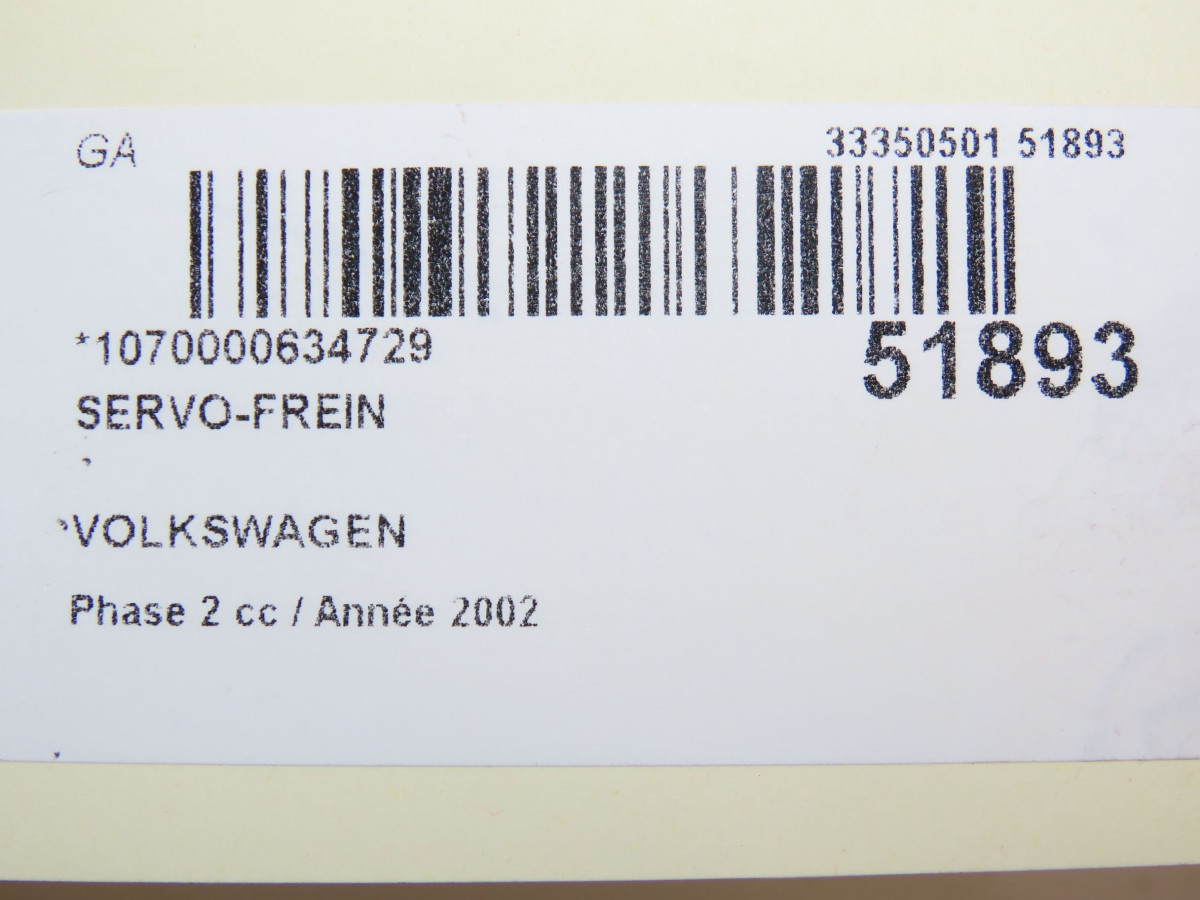 GA
33350501 51893
*1070000634729
51893
SERVO-FREIN
VOLKSWAGEN
Phase 2 cc / Année 2002